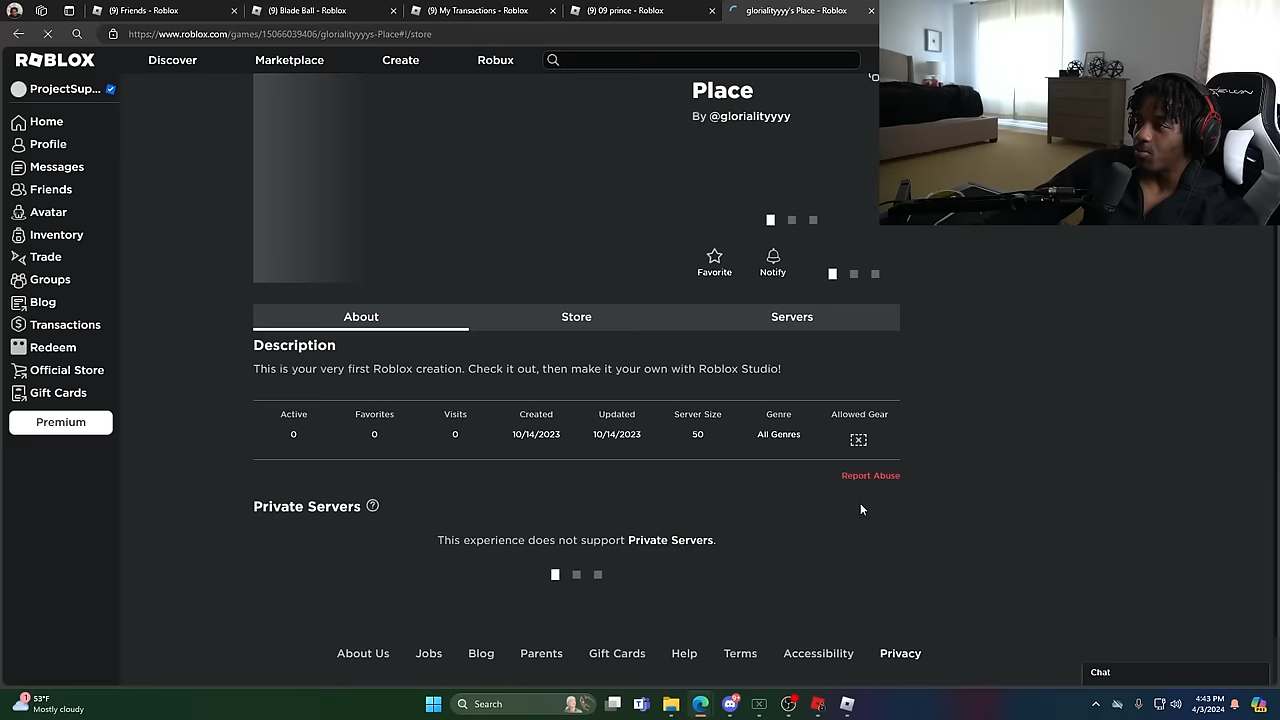 (9) Friends - Roblox
(9) Blade Ball - Roblox
(9) My Transactions - Roblox
(9) 09 prince - Roblox
glorialityyyy's Place - Roblox
https://www.roblox.com/games/15066039406/glorialityyyys-Place#!/store
ROBLOX
Discover
Marketplace
Create
Robux
ProjectSup...
Home
Profile
Messages
Friends
Avatar
Inventory
Trade
Groups
Blog
Transactions
Redeem
Official Store
Gift Cards
Premium
Place
By @glorialityyyy
Favorite
Notify
About
Store
Servers
Description
This is your very first Roblox creation. Check it out, then make it your own with Roblox Studio!
Active Favorites Visits Created Updated Server Size Genre Allowed Gear
0 0 0 10/14/2023 10/14/2023 50 All Genres
Report Abuse
Private Servers
This experience does not support Private Servers.
About Us Jobs Blog Parents Gift Cards Help Terms Accessibility Privacy
Chat
1
53°F
Mostly cloudy
Search
4:43 PM
4/3/2024